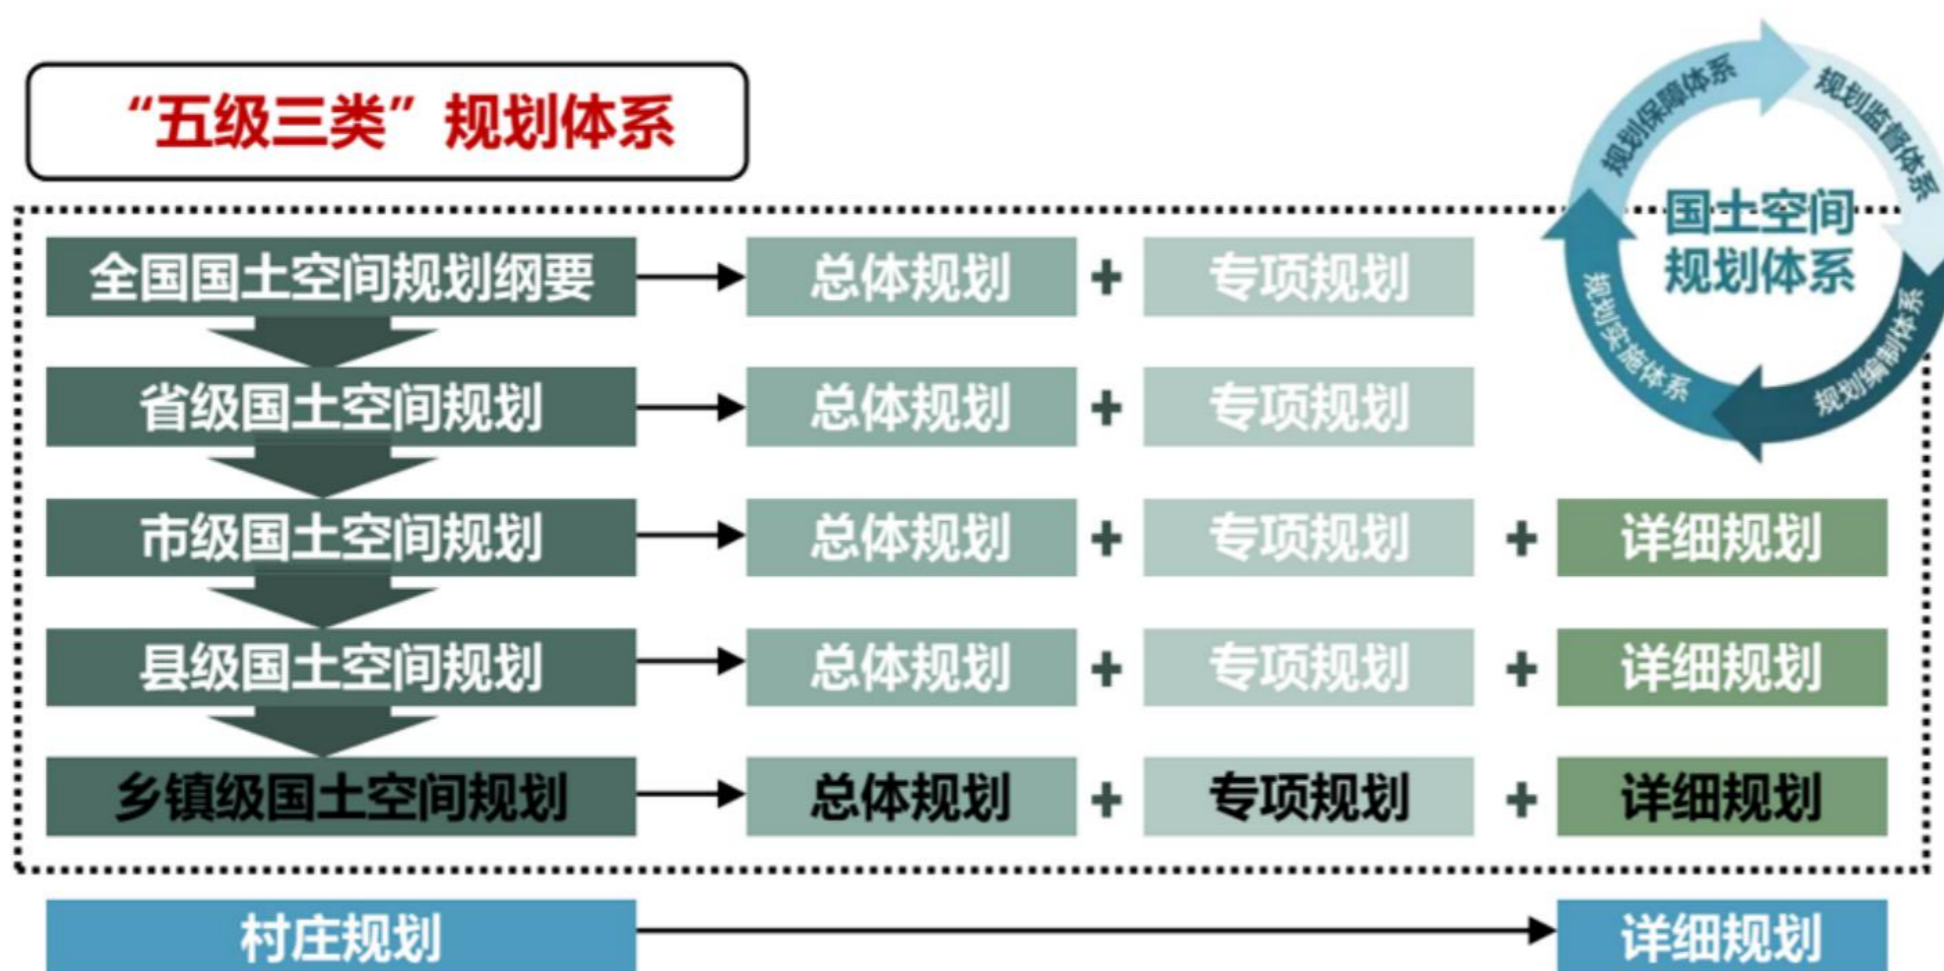 “五级三类”规划体系
规划保障体系
规划监督体系
国土空间
规划体系
规划实施体系
规划编制体系
全国国土空间规划纲要
总体规划
+
专项规划
省级国土空间规划
总体规划
+
专项规划
市级国土空间规划
总体规划
+
专项规划
+
详细规划
县级国土空间规划
总体规划
+
专项规划
+
详细规划
乡镇级国土空间规划
总体规划
+
专项规划
+
详细规划
村庄规划
详细规划